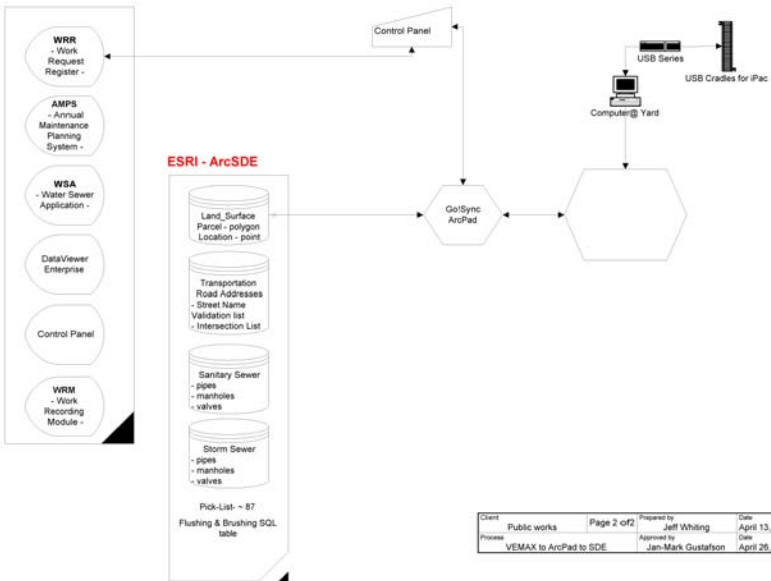 WRR
- Work
Request
Register -
AMPS
- Annual
Maintenance
Planning
System -
WSA
- Water Sewer
Application -
DataViewer
Enterprise
Control Panel
WRM
- Work
Recording
Module -
ESRI - ArcSDE
Land_Surface
Parcel - polygon
Location - point
Transportation
Road Addresses
- Street Name
Validation list
- Intersection List
Sanitary Sewer
- pipes
- manholes
- valves
Storm Sewer
- pipes
- manholes
- valves
Pick-List- ~ 87
Flushing & Brushing SQL
table
Control Panel
Go!Sync
ArcPad
USB Series
USB Cradles for iPac
Computer@ Yard
Client
Public works
Page 2 of2
Prepared by
Jeff Whiting
Date
April 13,
Process
VEMAX to ArcPad to SDE
Approved by
Jan-Mark Gustafson
Date
April 26,